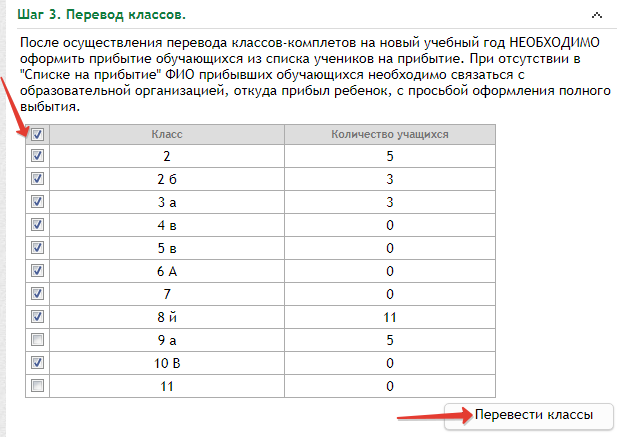 Шаг 3. Перевод классов.
После осуществления перевода классов-комплетов на новый учебный год НЕОБХОДИМО
оформить прибытие обучающихся из списка учеников на прибытие. При отсутствии в
"Списке на прибытие" ФИО прибывших обучающихся необходимо связаться с
образовательной организацией, откуда прибыл ребенок, с просьбой оформления полного
выбытия.
Класс Количество учащихся
2 5
2 б 3
3 а 3
4 в 0
5 в 0
6 А 0
7 0
8 й 11
9 а 5
10 В 0
11 0
Перевести классы